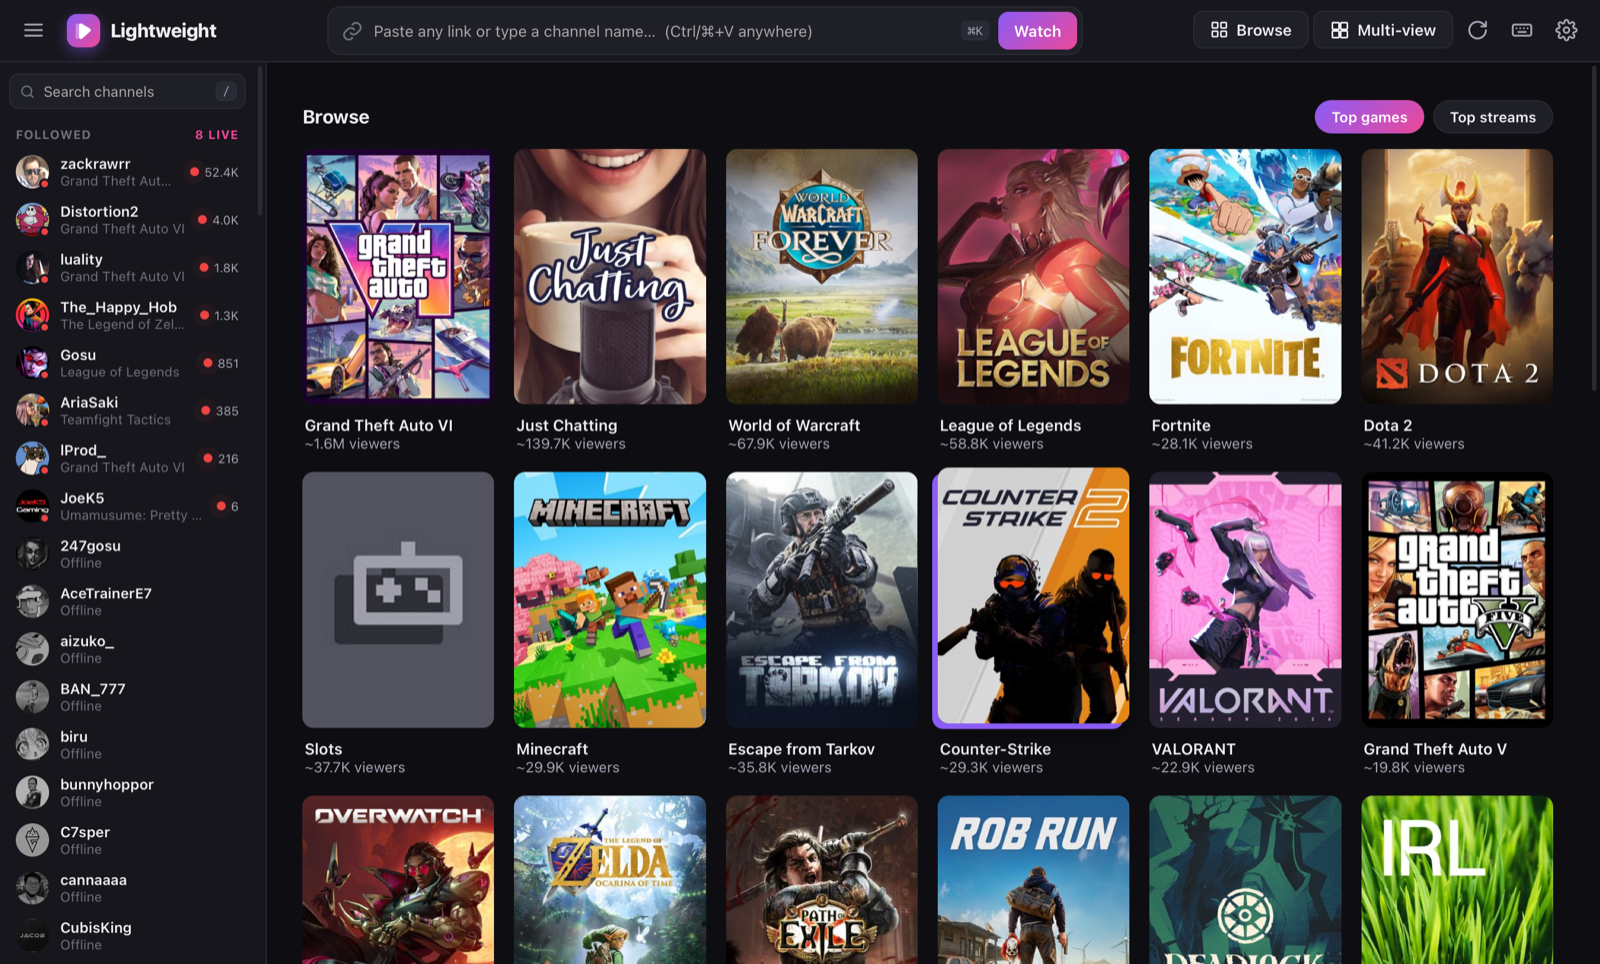 Lightweight
Paste any link or type a channel name... (Ctrl/⌘+V anywhere)
⌘K
Watch
Browse
Multi-view
Search channels
/
FOLLOWED
8 LIVE
zackrawrr
Grand Theft Aut...
52.4K
Distortion2
Grand Theft Auto VI
4.0K
luality
Grand Theft Auto VI
1.8K
The_Happy_Hob
The Legend of Zel...
1.3K
Gosu
League of Legends
851
AriaSaki
Teamfight Tactics
385
IProd_
Grand Theft Auto VI
216
JoeK5
Umamusume: Pretty ...
6
247gosu
Offline
AceTrainerE7
Offline
aizuko_
Offline
BAN_777
Offline
biru
Offline
bunnyhoppor
Offline
C7sper
Offline
cannaaaa
Offline
CubisKing
Offline
JoeK5
Gaming
JACOB
Browse
Top games
Top streams
grand
theft
auto
VI
Just
Chatting
WORLD
WARCRAFT
FOREVER
LEAGUE OF
LEGENDS
FORTNITE
DOTA 2
Grand Theft Auto VI
~1.6M viewers
Just Chatting
~139.7K viewers
World of Warcraft
~67.9K viewers
League of Legends
~58.8K viewers
Fortnite
~28.1K viewers
Dota 2
~41.2K viewers
MINECRAFT
ESCAPE FROM
TARKOV
COUNTER
STRIKE 2
VALORANT
grand
theft
auto
V
FIVE
Slots
~37.7K viewers
Minecraft
~29.9K viewers
Escape from Tarkov
~35.8K viewers
Counter-Strike
~29.3K viewers
VALORANT
~22.9K viewers
Grand Theft Auto V
~19.8K viewers
OVERWATCH
THE LEGEND OF
ZELDA
OCARINA OF TIME
PATH OF
EXILE
ROB RUN
DEADLOCK
IRL